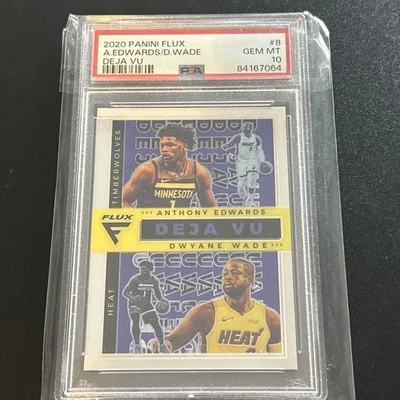 2020 PANINI FLUX #8
A.EDWARDS/D.WADE GEM MT
DEJA VU 10
PSA 84167064
TIMBERWOLVES
MINNESOTA
1
ANTHONY EDWARDS
FLUX
DEJA VU
DWYANE WADE
HEAT
HEAT